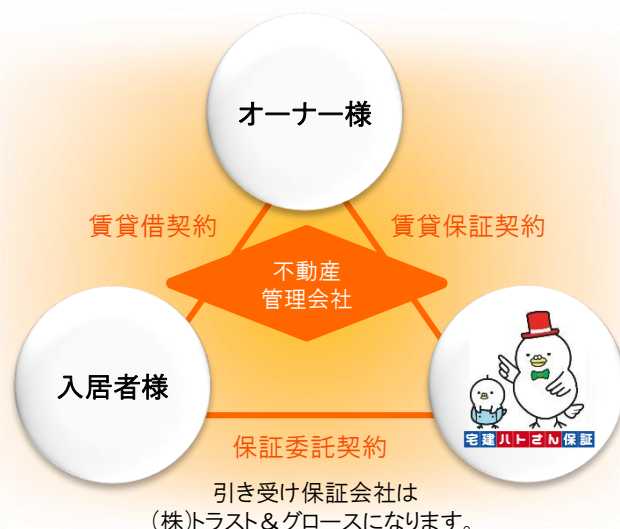 オーナー様
賃貸借契約
賃貸保証契約
不動産
管理会社
入居者様
宅建ハトさん保証
保証委託契約
引き受け保証会社は
(株)トラスト＆グロースになります。